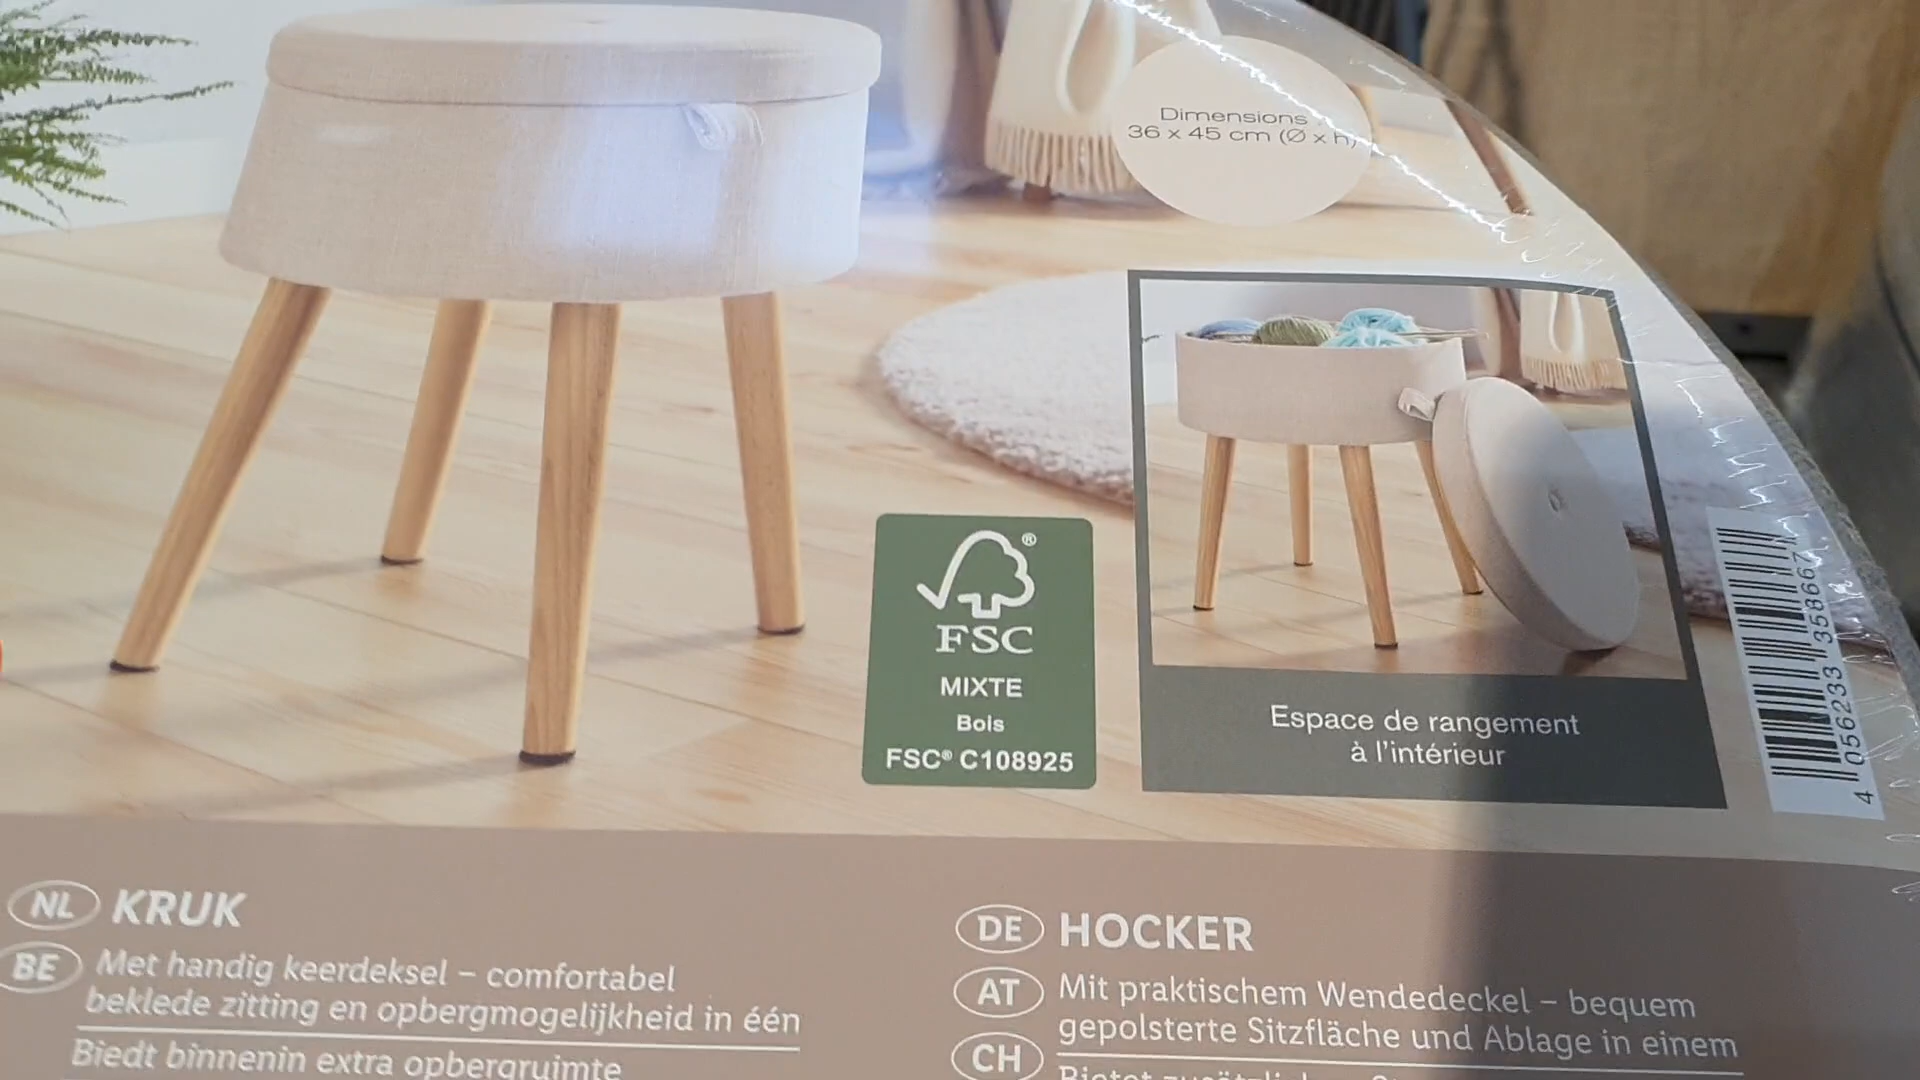 Dimensions
36 x 45 cm (Ø x h)
FSC®
MIXTE
Bois
FSC® C108925
Espace de rangement
à l'intérieur
4 056233 358667
NL KRUK
BE Met handig keerdeksel – comfortabel
beklede zitting en opbergmogelijkheid in één
Biedt binnenin extra opbergruimte
DE HOCKER
AT Mit praktischem Wendedeckel – bequem
gepolsterte Sitzfläche und Ablage in einem
CH